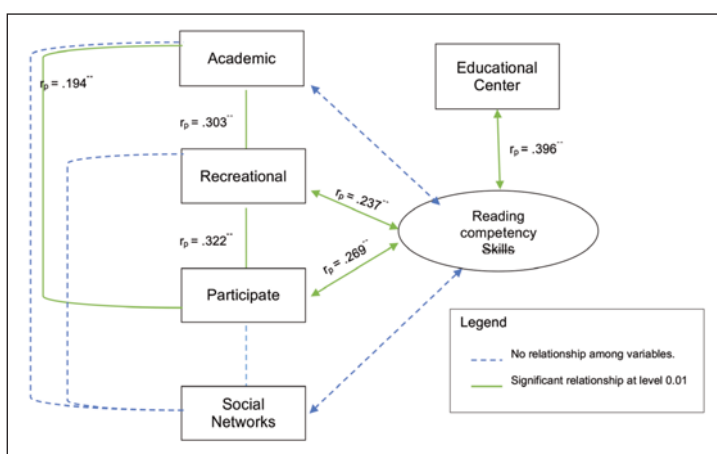 Academic
Educational
Center
rₚ = .194**
rₚ = .303**
rₚ = .396**
Recreational
rₚ = .237**
Reading
competency
Skills
rₚ = .322**
rₚ = .269**
Participate
Legend
No relationship among variables.
Significant relationship at level 0.01
Social
Networks